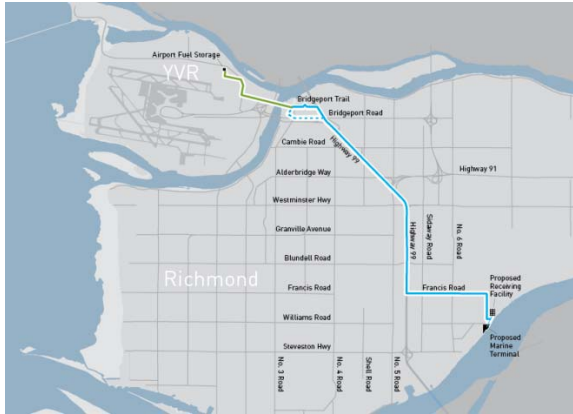 Airport Fuel Storage
YVR
Bridgeport Trail
Bridgeport Road
Cambie Road
Highway 99
Alderbridge Way
Highway 91
Westminster Hwy
Granville Avenue
Highway 99
Sidaway Road
No. 6 Road
Blundell Road
Richmond
Francis Road
Francis Road
Proposed
Receiving
Facility
Williams Road
Proposed
Marine
Terminal
Steveston Hwy
No. 3 Road
No. 4 Road
Shell Road
No. 5 Road